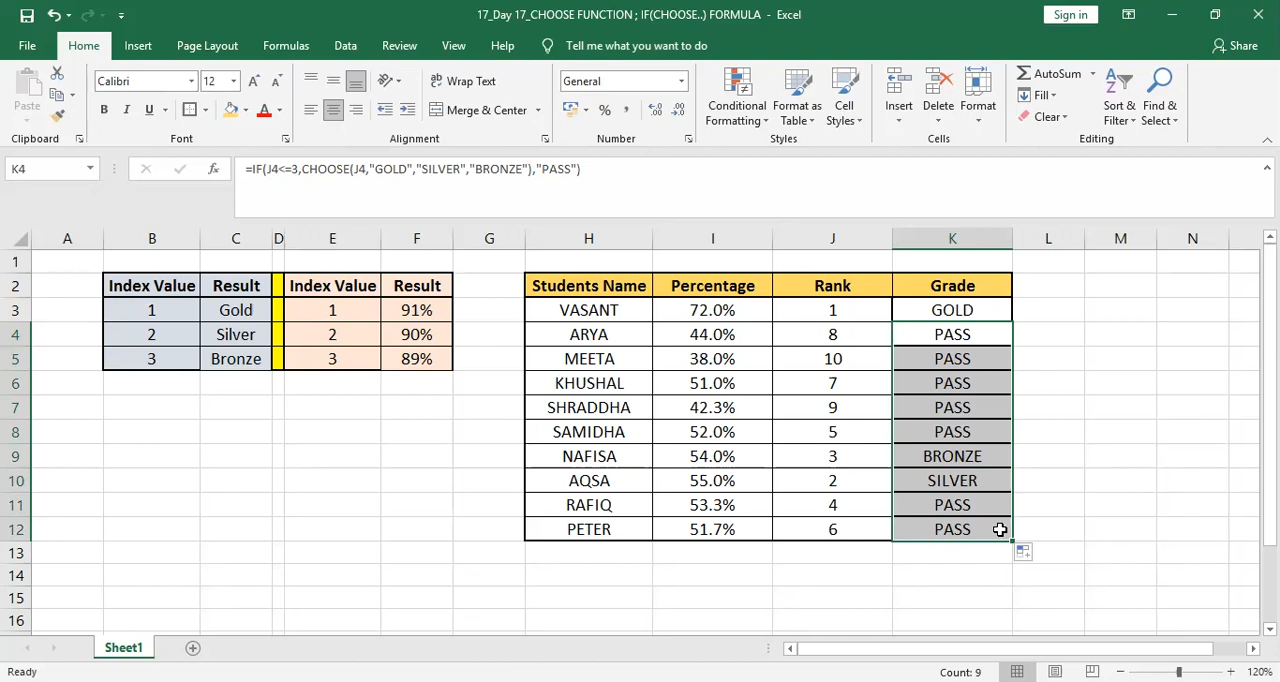 17_Day 17_CHOOSE FUNCTION ; IF(CHOOSE..) FORMULA - Excel
Sign in
File Home Insert Page Layout Formulas Data Review View Help Tell me what you want to do Share
Paste
Calibri 12
Wrap Text
General
Conditional Formatting
Format as Table
Cell Styles
Insert
Delete
Format
AutoSum
Fill
Clear
Sort & Filter
Find & Select
B I U
Merge & Center
%
Clipboard Font Alignment Number Styles Cells Editing
K4 fx =IF(J4<=3,CHOOSE(J4,"GOLD","SILVER","BRONZE"),"PASS")
A B C D E F G H I J K L M N
1
2 Index Value Result Index Value Result Students Name Percentage Rank Grade
3 1 Gold 1 91% VASANT 72.0% 1 GOLD
4 2 Silver 2 90% ARYA 44.0% 8 PASS
5 3 Bronze 3 89% MEETA 38.0% 10 PASS
6 KHUSHAL 51.0% 7 PASS
7 SHRADDHA 42.3% 9 PASS
8 SAMIDHA 52.0% 5 PASS
9 NAFISA 54.0% 3 BRONZE
10 AQSA 55.0% 2 SILVER
11 RAFIQ 53.3% 4 PASS
12 PETER 51.7% 6 PASS
13
14
15
16
Sheet1
Ready Count: 9 120%